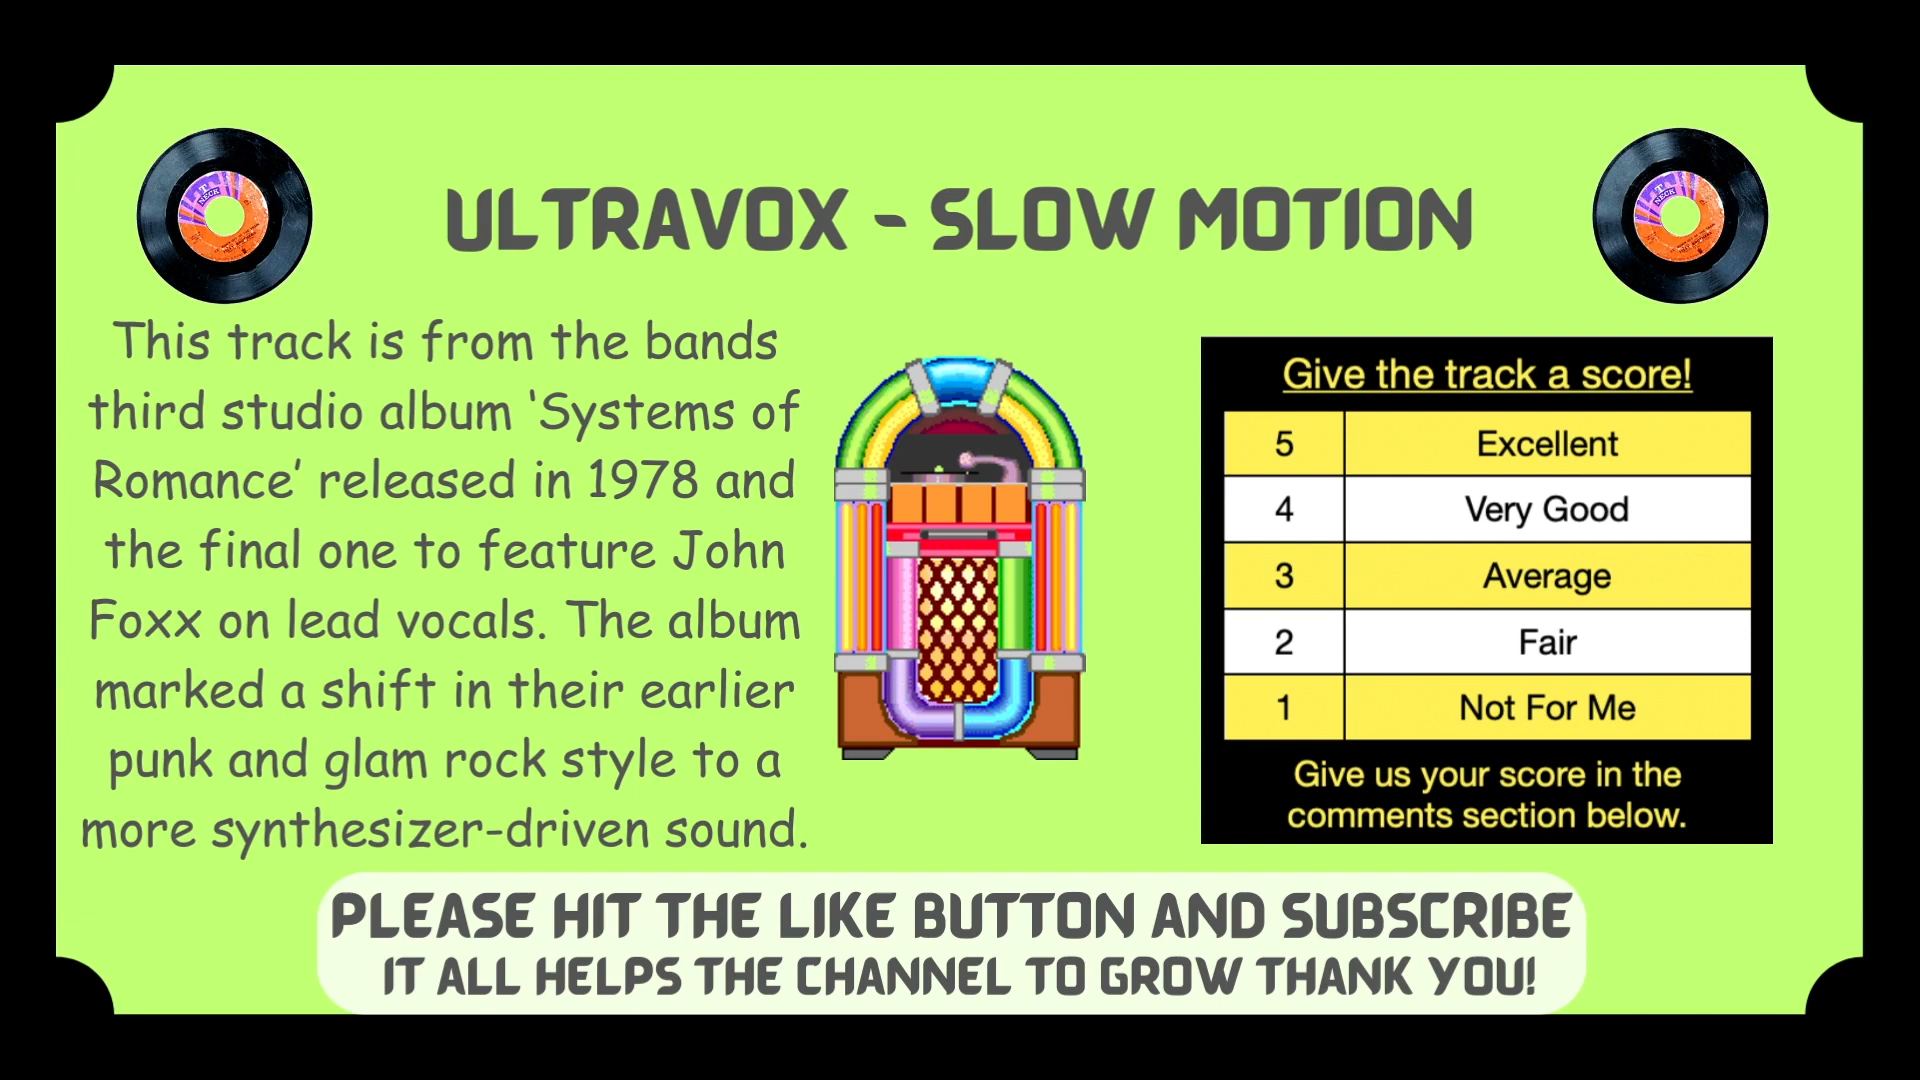 ULTRAVOX - SLOW MOTION
This track is from the bands
third studio album ‘Systems of
Romance’ released in 1978 and
the final one to feature John
Foxx on lead vocals. The album
marked a shift in their earlier
punk and glam rock style to a
more synthesizer-driven sound.
Give the track a score!
5 Excellent
4 Very Good
3 Average
2 Fair
1 Not For Me
Give us your score in the
comments section below.
PLEASE HIT THE LIKE BUTTON AND SUBSCRIBE
IT ALL HELPS THE CHANNEL TO GROW THANK YOU!
T
NECK
T
NECK